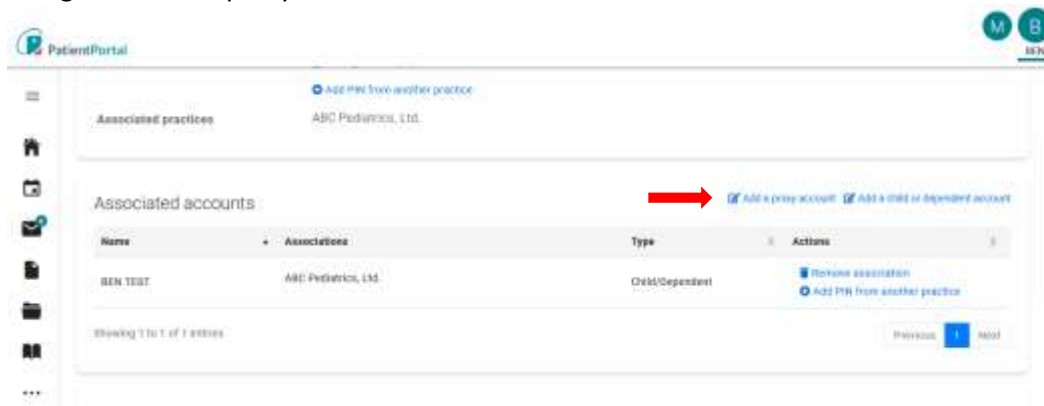 M B
PatientPortal
BEN
Add PIN from another practice
Associated practices ABC Pediatrics, Ltd.
Associated accounts
Add a proxy account Add a child or dependent account
Name Associations Type Actions
BEN TEST ABC Pediatrics, Ltd. Child/Dependent Remove association
Add PIN from another practice
Showing 1 to 1 of 1 entries
Previous 1 Next